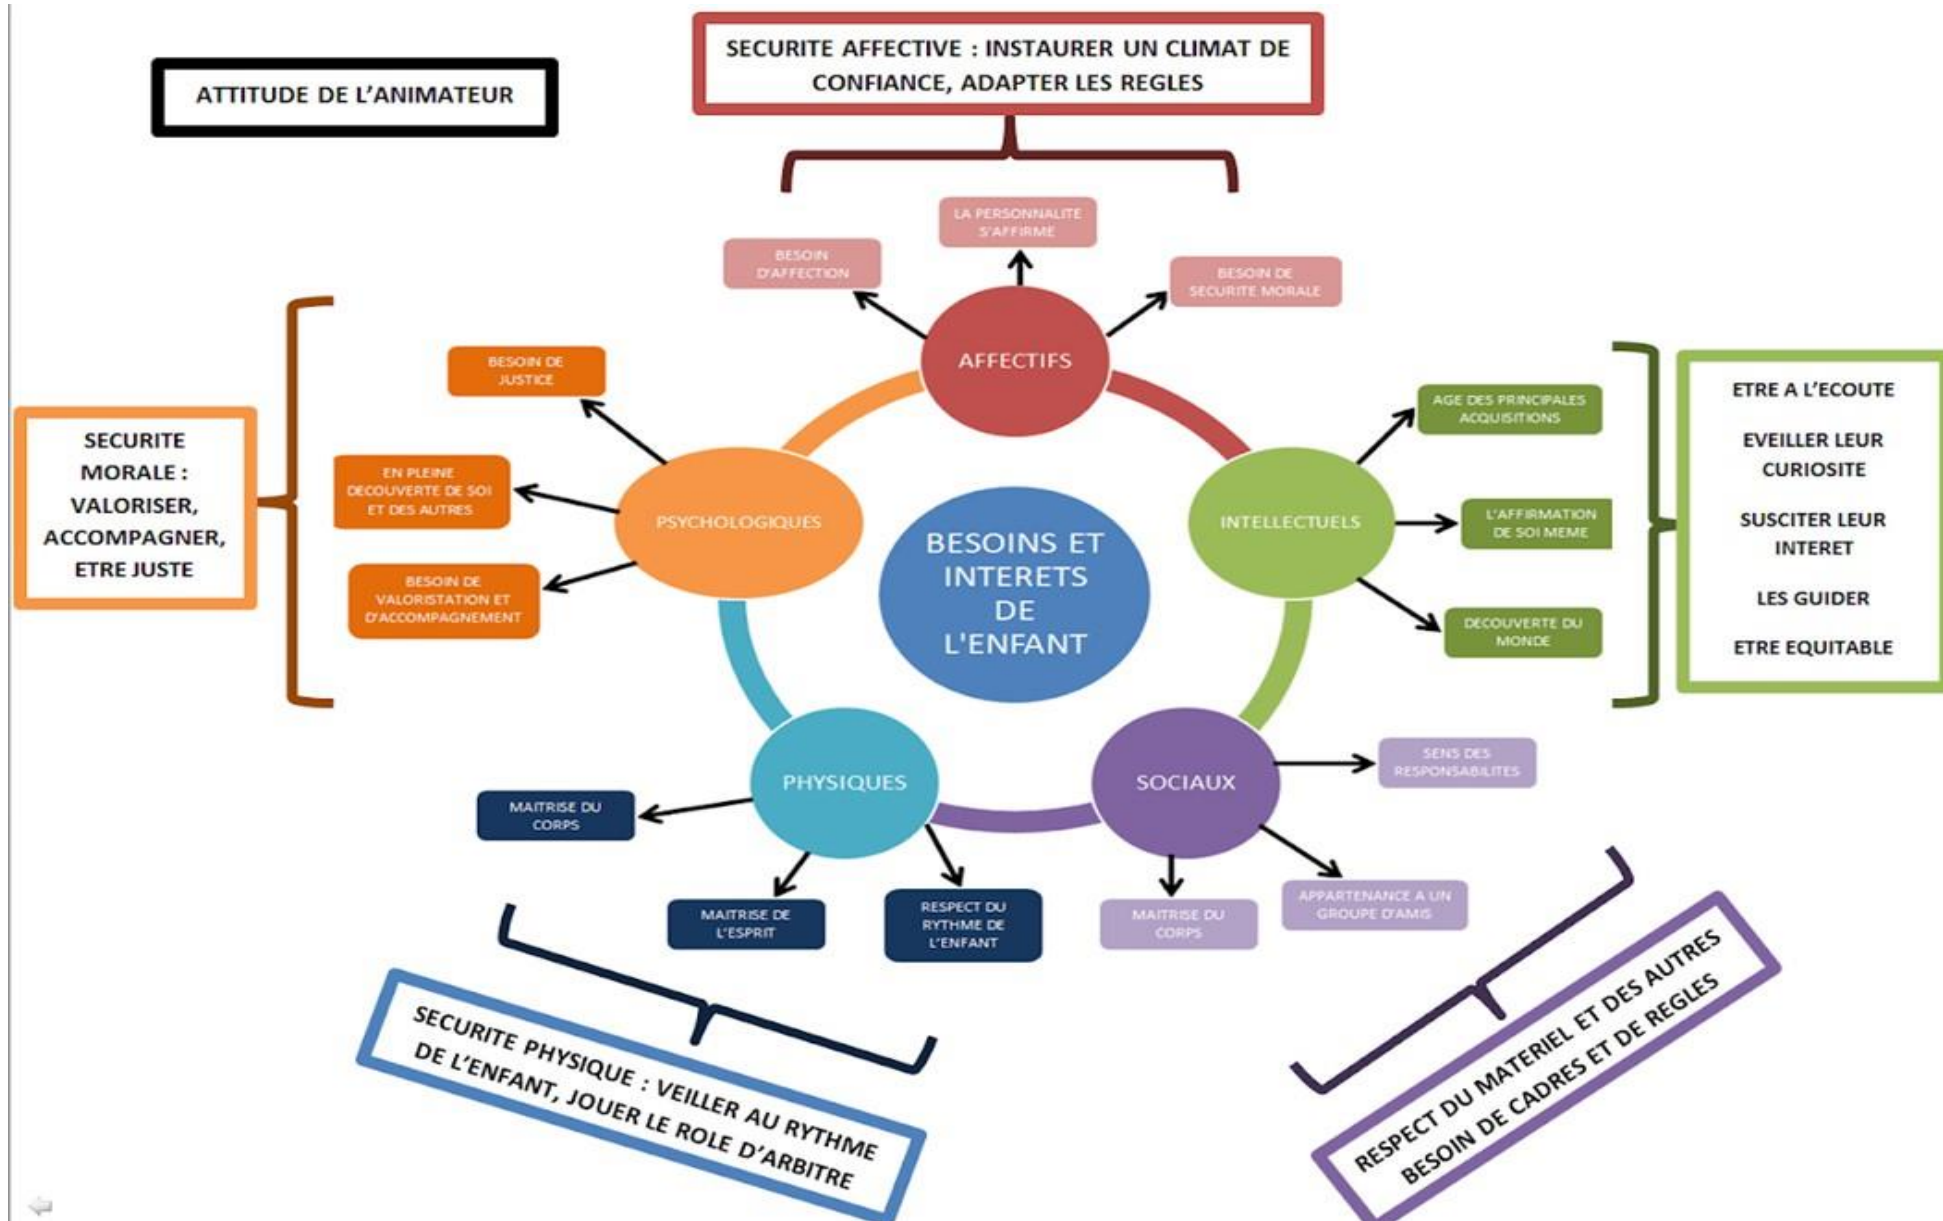 ATTITUDE DE L'ANIMATEUR
SECURITE AFFECTIVE : INSTAURER UN CLIMAT DE
CONFIANCE, ADAPTER LES REGLES
LA PERSONNALITE
S'AFFIRME
BESOIN
D'AFFECTION
BESOIN DE
SECURITE MORALE
AFFECTIFS
BESOIN DE
JUSTICE
EN PLEINE
DECOUVERTE DE SOI
ET DES AUTRES
BESOIN DE
VALORISTATION ET
D'ACCOMPAGNEMENT
PSYCHOLOGIQUES
SECURITE
MORALE :
VALORISER,
ACCOMPAGNER,
ETRE JUSTE
BESOINS ET
INTERETS
DE
L'ENFANT
INTELLECTUELS
AGE DES PRINCIPALES
ACQUISITIONS
L'AFFIRMATION
DE SOI MEME
DECOUVERTE DU
MONDE
ETRE A L'ECOUTE
EVEILLER LEUR
CURIOSITE
SUSCITER LEUR
INTERET
LES GUIDER
ETRE EQUITABLE
PHYSIQUES
MAITRISE DU
CORPS
MAITRISE DE
L'ESPRIT
RESPECT DU
RYTHME DE
L'ENFANT
SOCIAUX
SENS DES
RESPONSABILITES
APPARTENANCE A UN
GROUPE D'AMIS
MAITRISE DU
CORPS
SECURITE PHYSIQUE : VEILLER AU RYTHME
DE L'ENFANT, JOUER LE ROLE D'ARBITRE
RESPECT DU MATERIEL ET DES AUTRES
BESOIN DE CADRES ET DE REGLES